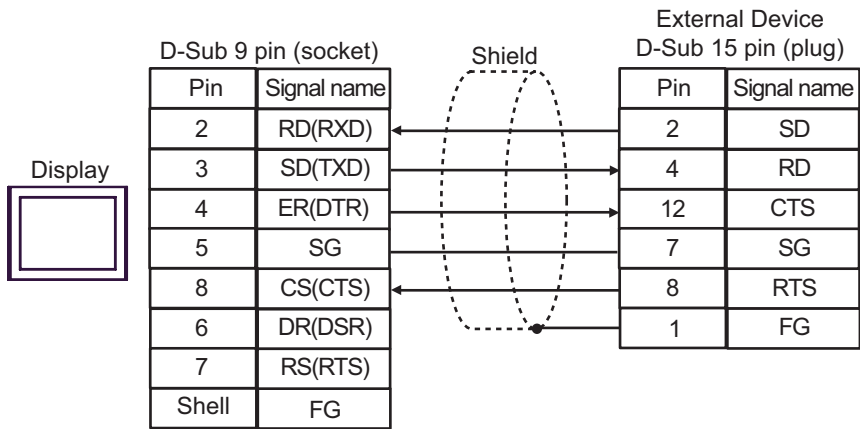 External Device
D-Sub 9 pin (socket) Shield D-Sub 15 pin (plug)
Pin Signal name Pin Signal name
2 RD(RXD) 2 SD
Display 3 SD(TXD) 4 RD
4 ER(DTR) 12 CTS
5 SG 7 SG
8 CS(CTS) 8 RTS
6 DR(DSR) 1 FG
7 RS(RTS)
Shell FG